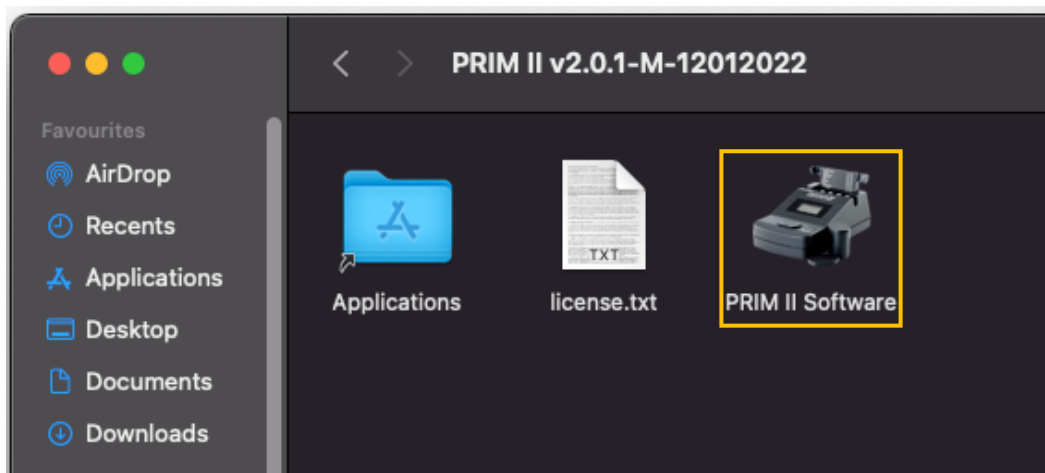 PRIM II v2.0.1-M-12012022
Favourites
AirDrop
Recents
Applications
Desktop
Documents
Downloads
TXT
Applications
license.txt
PRIM II Software